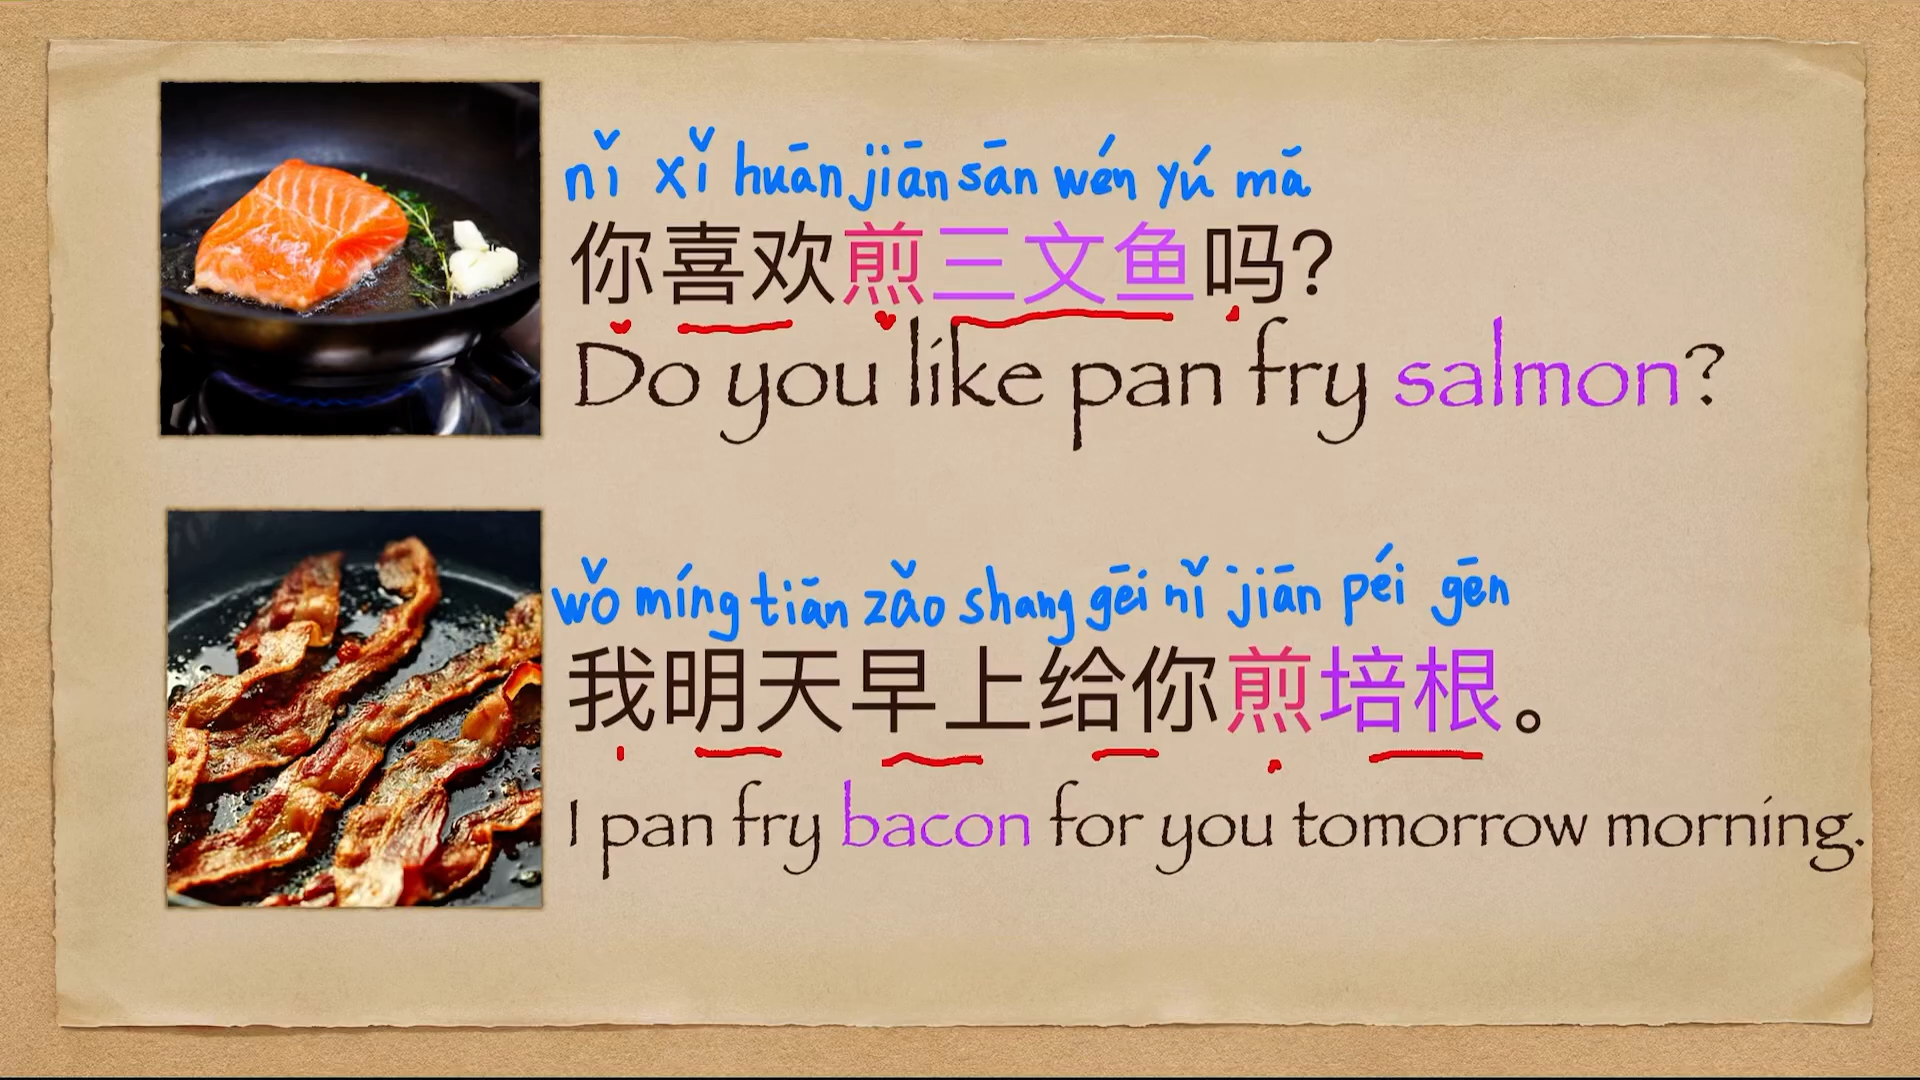 nǐ xǐ huān jiān sān wén yú mā
你喜欢煎三文鱼吗?
Do you like pan fry salmon?
wǒ míng tiān zǎo shang gēi nǐ jiān péi gēn
我明天早上给你煎培根。
I pan fry bacon for you tomorrow morning.